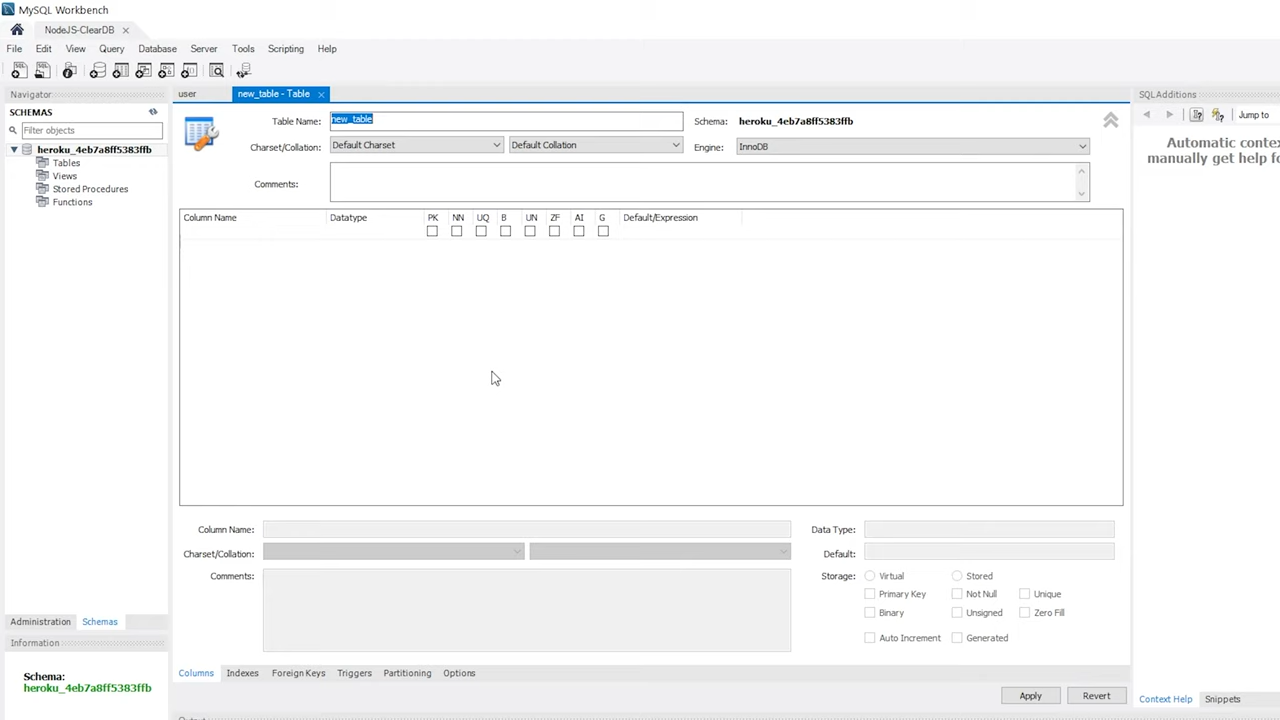 MySQL Workbench
NodeJS-ClearDB
File Edit View Query Database Server Tools Scripting Help
Navigator
SCHEMAS
Filter objects
heroku_4eb7a8ff5383ffb
Tables
Views
Stored Procedures
Functions
Administration Schemas
Information
Schema:
heroku_4eb7a8ff5383ffb
user new_table - Table
Table Name: new_table Schema: heroku_4eb7a8ff5383ffb
Charset/Collation: Default Charset Default Collation Engine: InnoDB
Comments:
Column Name Datatype PK NN UQ B UN ZF AI G Default/Expression
Column Name: Data Type:
Charset/Collation: Default:
Comments: Storage: Virtual Stored
Primary Key Not Null Unique
Binary Unsigned Zero Fill
Auto Increment Generated
Columns Indexes Foreign Keys Triggers Partitioning Options
Apply Revert
SQLAdditions
Jump to
Automatic
manually get help
Context Help Snippets